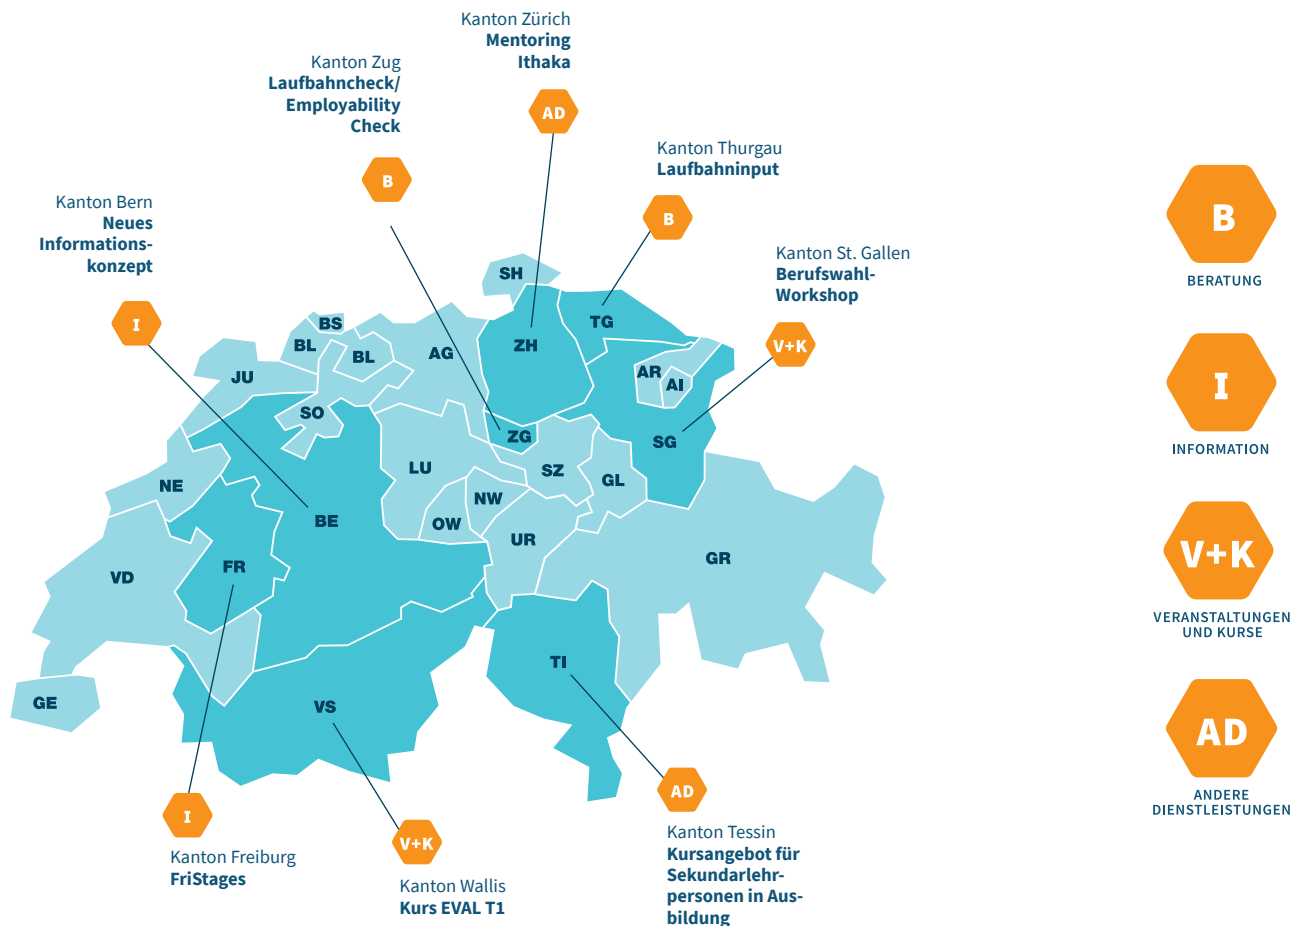 Kanton Zürich
Mentoring
Ithaka
AD
Kanton Zug
Laufbahncheck/
Employability
Check
B
Kanton Thurgau
Laufbahninput
B
Kanton Bern
Neues
Informations-
konzept
I
Kanton St. Gallen
Berufswahl-
Workshop
V+K
SH
BS
BL
BL
AG
ZH
TG
JU
AR
AI
SO
ZG
SG
LU
SZ
GL
NE
NW
OW
BE
UR
GR
FR
VD
TI
GE
VS
I
Kanton Freiburg
FriStages
V+K
Kanton Wallis
Kurs EVAL T1
AD
Kanton Tessin
Kursangebot für
Sekundarlehr-
personen in Aus-
bildung
B
BERATUNG
I
INFORMATION
V+K
VERANSTALTUNGEN
UND KURSE
AD
ANDERE
DIENSTLEISTUNGEN